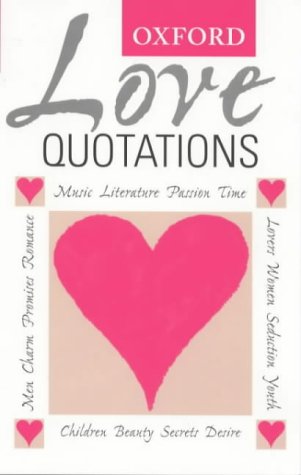 OXFORD
Love
QUOTATIONS
Music Literature Passion Time
Men Charm Promises Romance
Lovers Women Seduction Youth
Children Beauty Secrets Desire